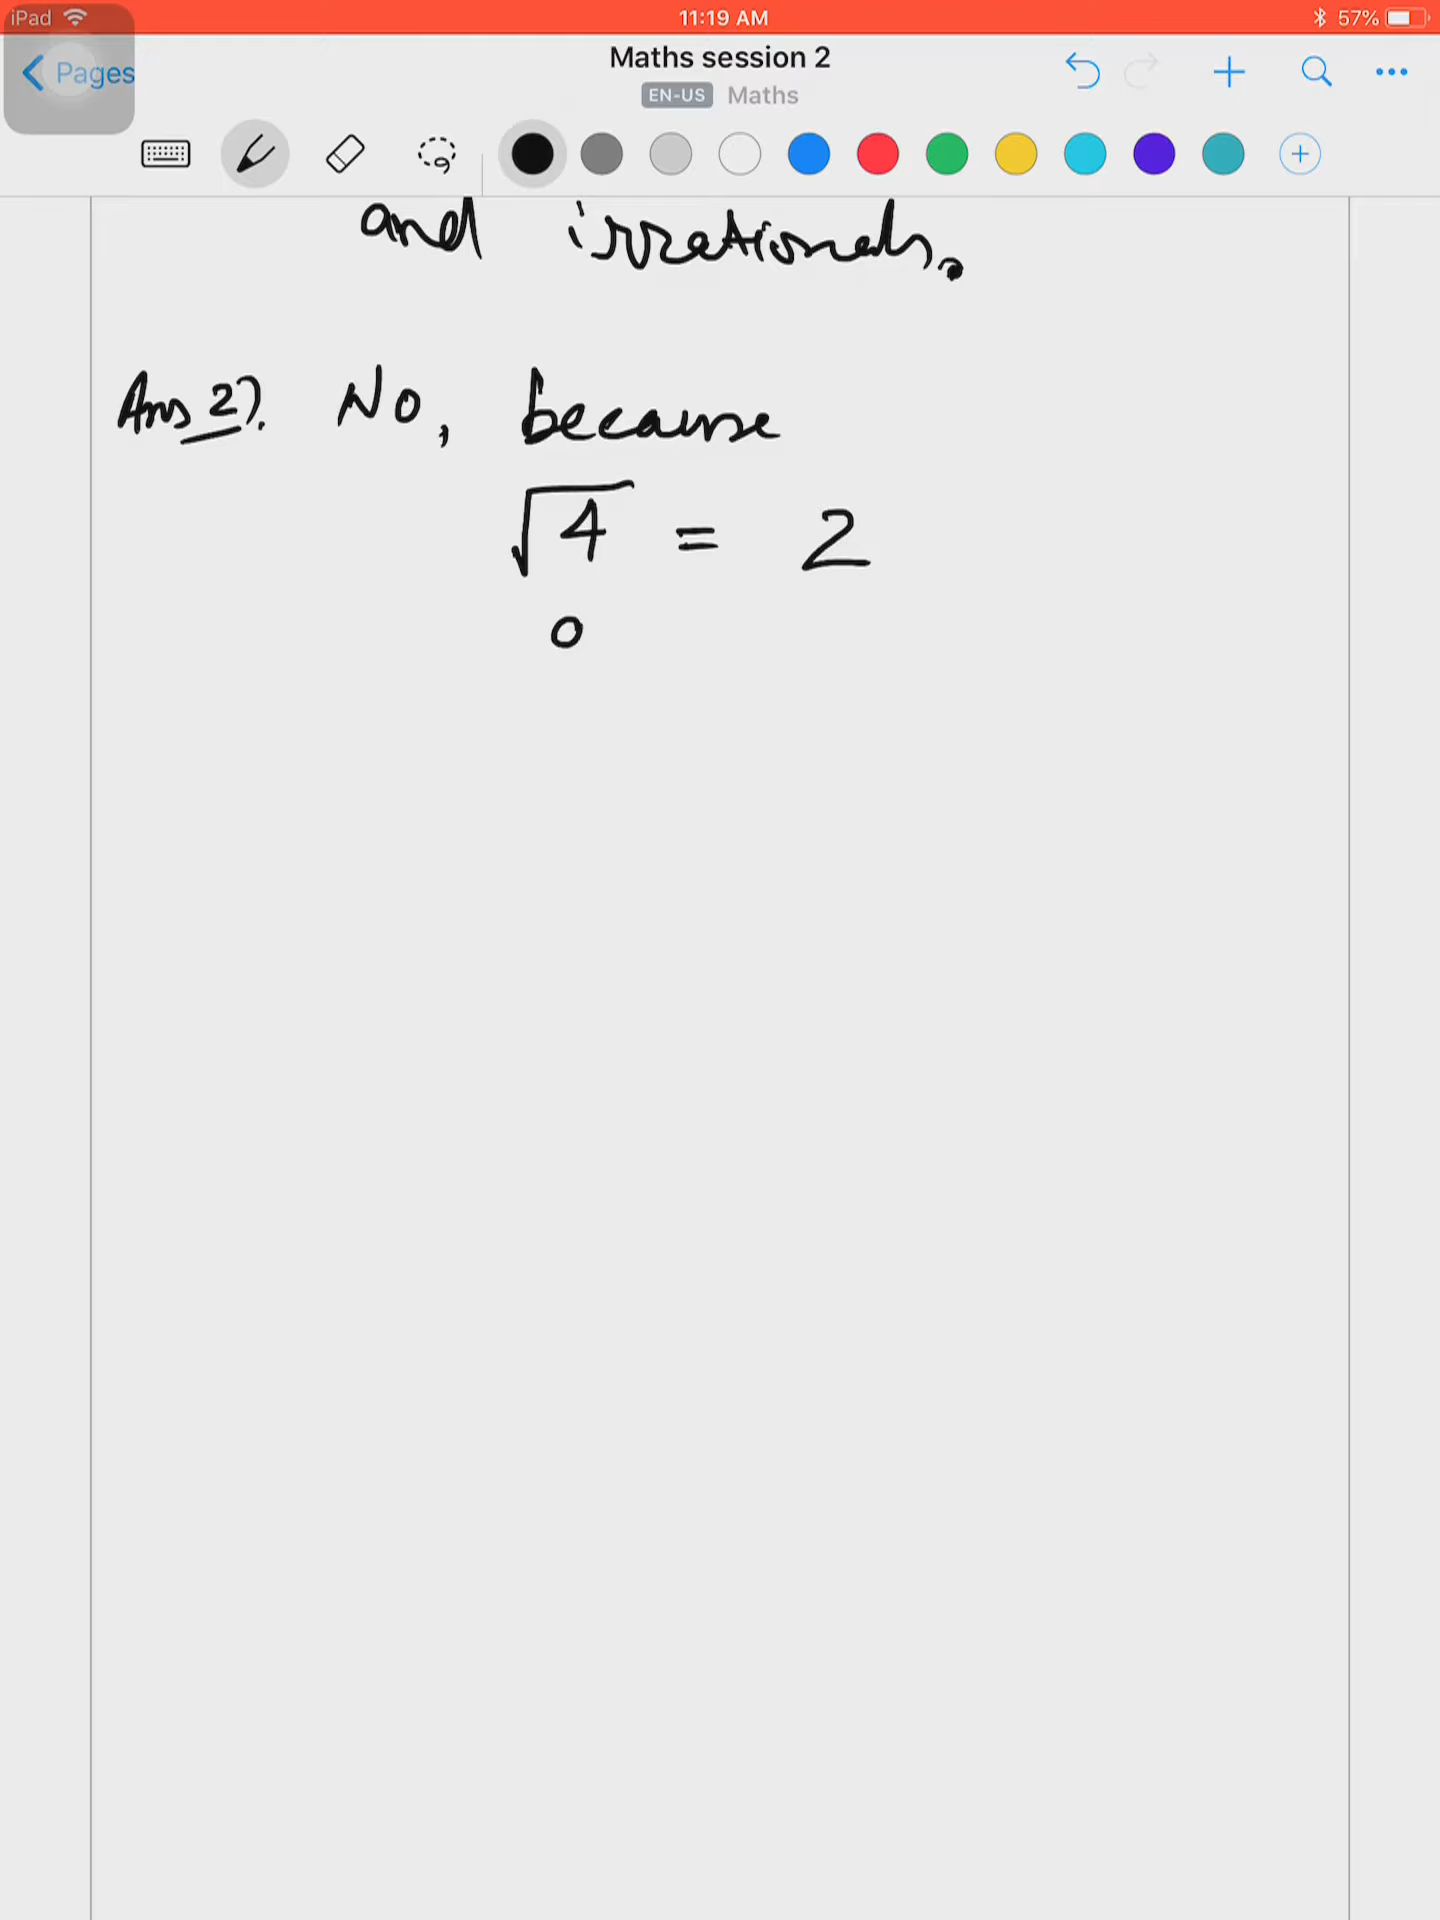 iPad 11:19 AM 57%
Pages Maths session 2
EN-US Maths
and irrationals.
Ans 2). No, because
√4 = 2
0